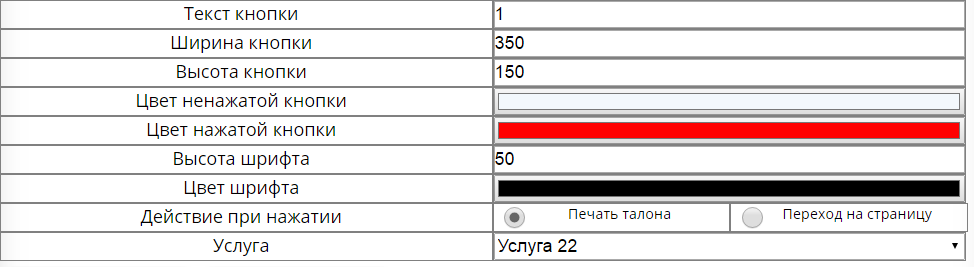 Текст кнопки 1
Ширина кнопки 350
Высота кнопки 150
Цвет ненажатой кнопки
Цвет нажатой кнопки
Высота шрифта 50
Цвет шрифта
Действие при нажатии Печать талона Переход на страницу
Услуга Услуга 22